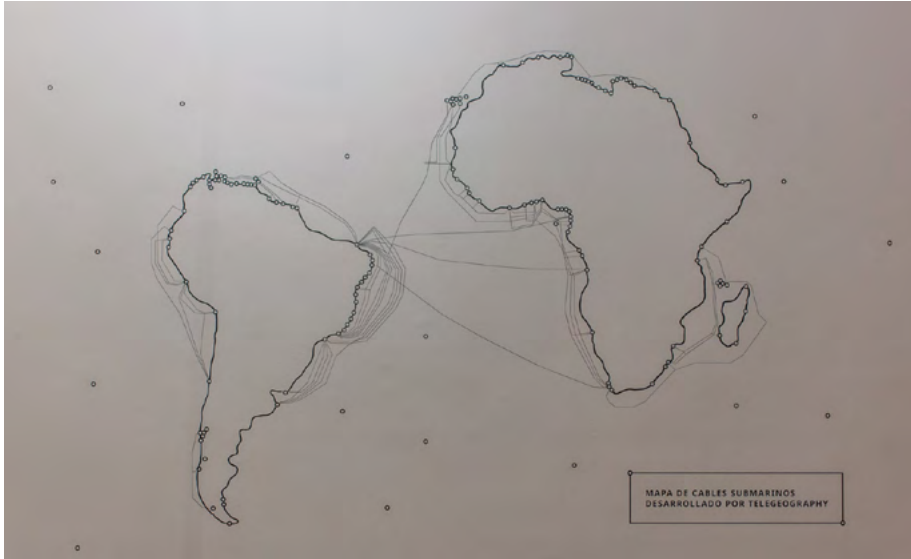 MAPA DE CABLES SUBMARINOS
DESARROLLADO POR TELEGEOGRAPHY